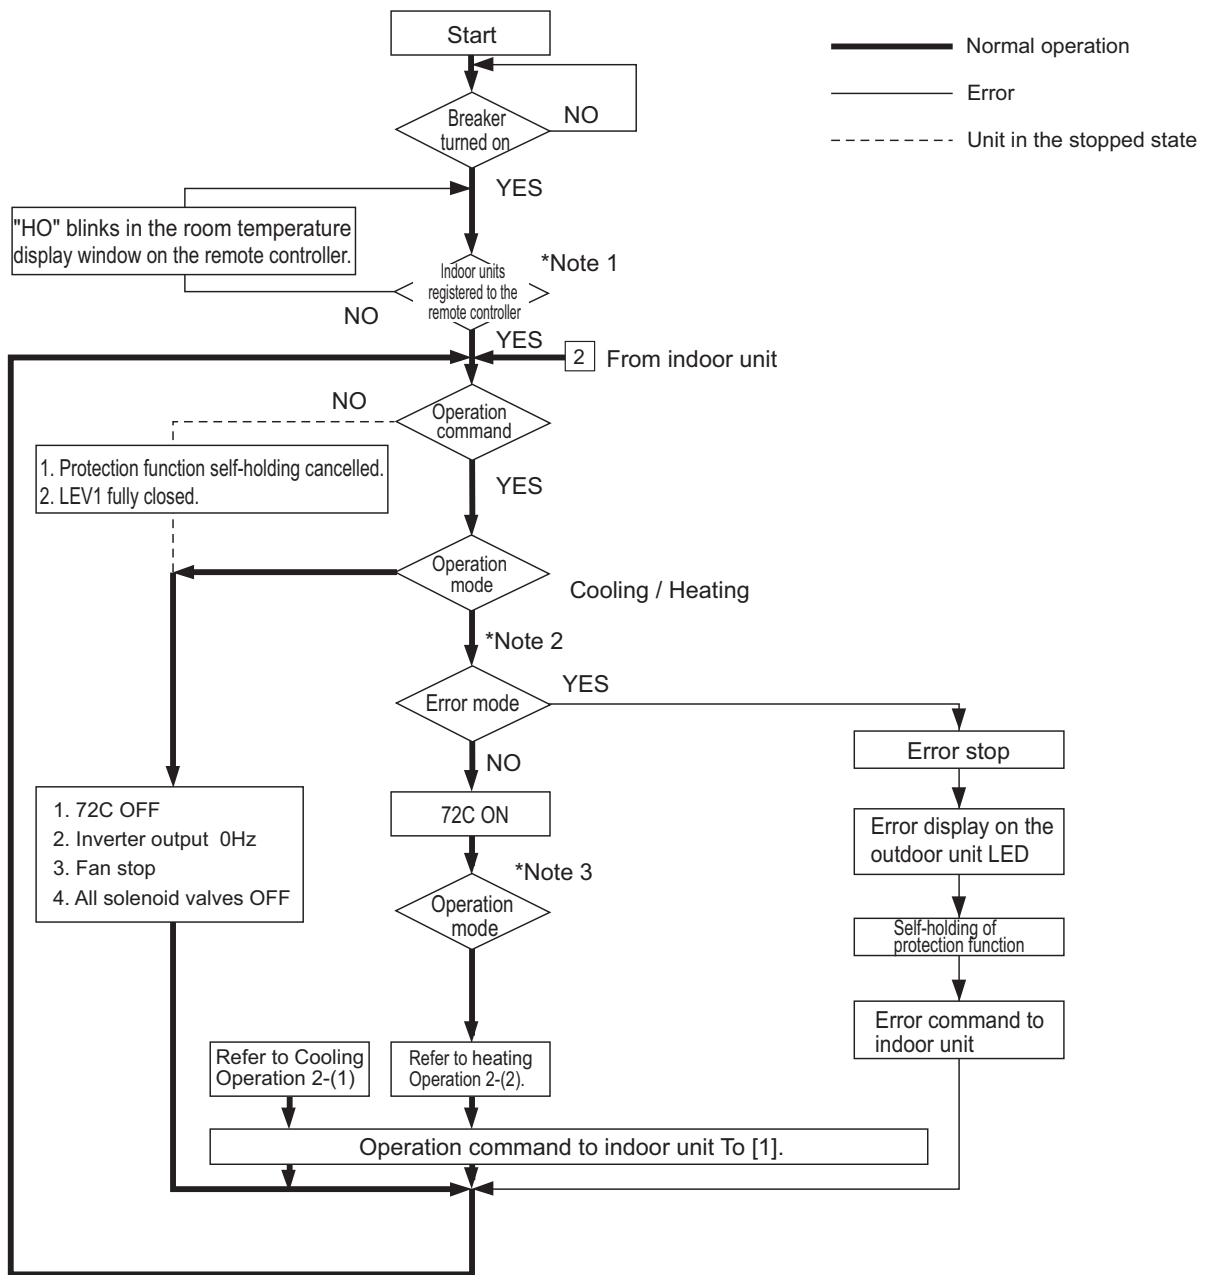 Start
Normal operation
Error
Unit in the stopped state
Breaker
turned on
NO
YES
"HO" blinks in the room temperature
display window on the remote controller.
*Note 1
Indoor units
registered to the
remote controller
NO
YES
2
From indoor unit
NO
Operation
command
1. Protection function self-holding cancelled.
2. LEV1 fully closed.
YES
Operation
mode
Cooling / Heating
*Note 2
YES
Error mode
NO
Error stop
72C ON
1. 72C OFF
2. Inverter output 0Hz
3. Fan stop
4. All solenoid valves OFF
Error display on the
outdoor unit LED
*Note 3
Operation
mode
Self-holding of
protection function
Error command to
indoor unit
Refer to Cooling
Operation 2-(1)
Refer to heating
Operation 2-(2).
Operation command to indoor unit To [1].